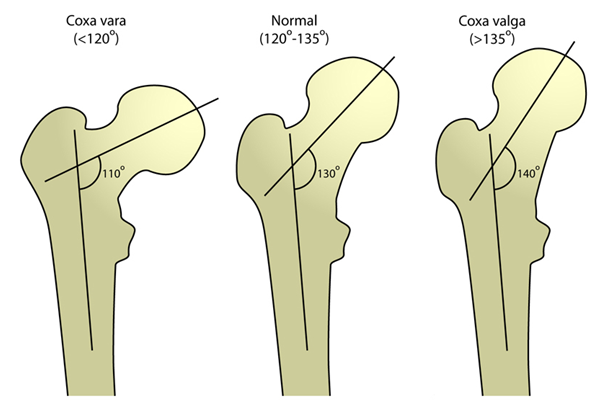 Coxa vara
(<120°)
Normal
(120°-135°)
Coxa valga
(>135°)
110°
130°
140°